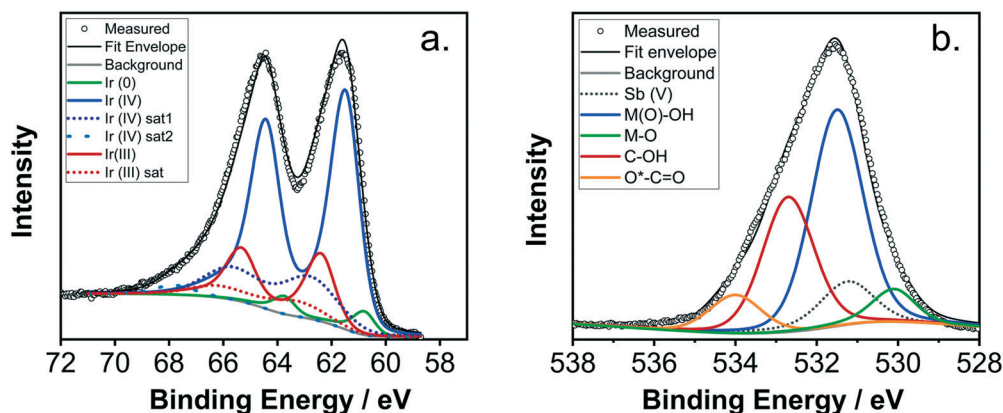 a.
Measured
Fit Envelope
Background
Ir (0)
Ir (IV)
Ir (IV) sat1
Ir (IV) sat2
Ir(III)
Ir (III) sat
Intensity
72 70 68 66 64 62 60 58
Binding Energy / eV
b.
Measured
Fit envelope
Background
Sb (V)
M(O)-OH
M-O
C-OH
O*-C=O
Intensity
538 536 534 532 530 528
Binding Energy / eV